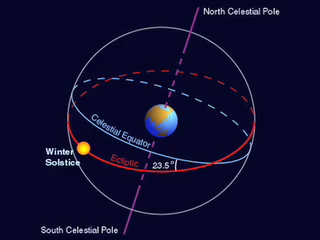 North Celestial Pole
Celestial Equator
Winter
Solstice
Ecliptic
23.5°
South Celestial Pole